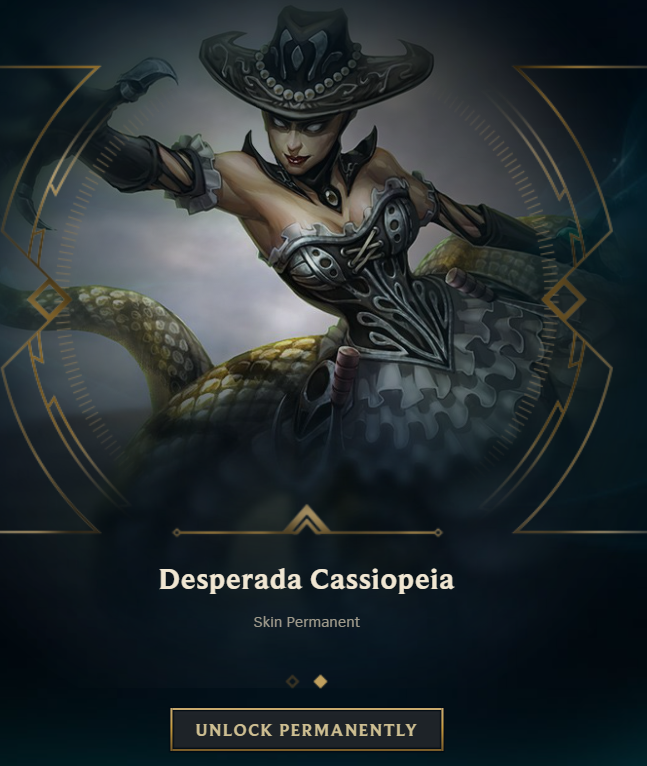 Desperada Cassiopeia
Skin Permanent
UNLOCK PERMANENTLY